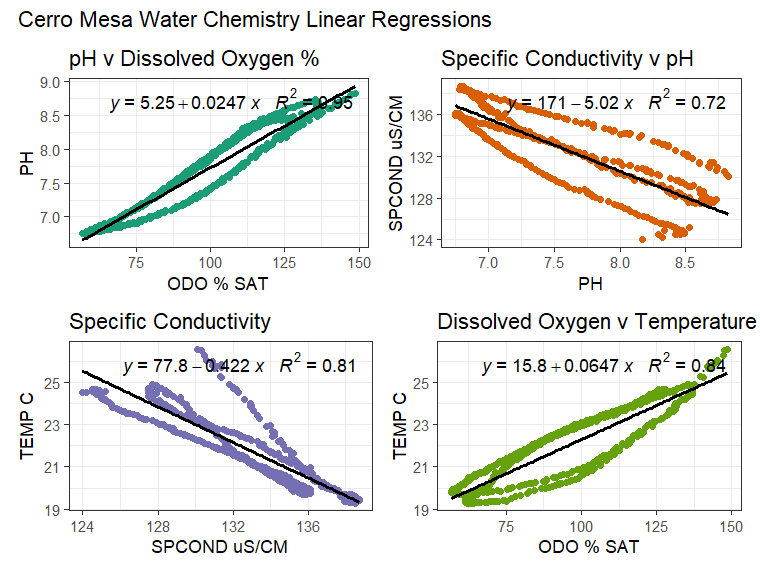 Cerro Mesa Water Chemistry Linear Regressions
pH v Dissolved Oxygen %
y = 5.25 + 0.0247 x R² = 0.95
PH
9.0
8.5
8.0
7.5
7.0
75 100 125 150
ODO % SAT
Specific Conductivity v pH
y = 171 − 5.02 x R² = 0.72
SPCOND uS/CM
136
132
128
124
7.0 7.5 8.0 8.5
PH
Specific Conductivity
y = 77.8 − 0.422 x R² = 0.81
TEMP C
25
23
21
19
124 128 132 136
SPCOND uS/CM
Dissolved Oxygen v Temperature
y = 15.8 + 0.0647 x R² = 0.84
TEMP C
25
23
21
19
75 100 125 150
ODO % SAT